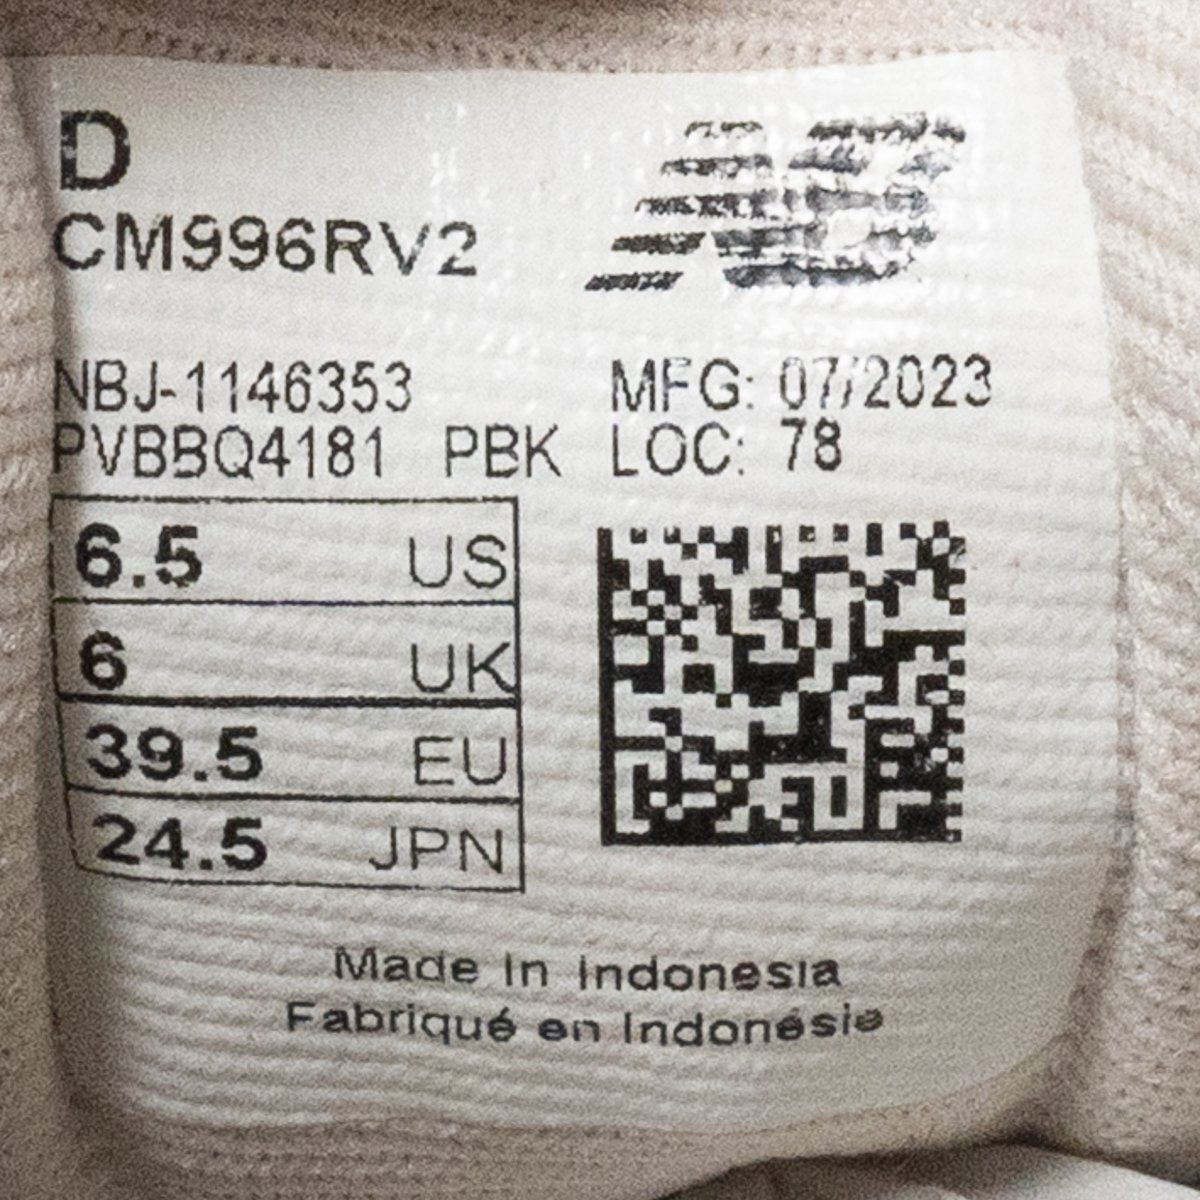 D
CM996RV2
NBJ-1146353 MFG: 07/2023
PVBBQ4181 PBK LOC: 78
6.5 US
6 UK
39.5 EU
24.5 JPN
Made in Indonesia
Fabriqué en Indonésie